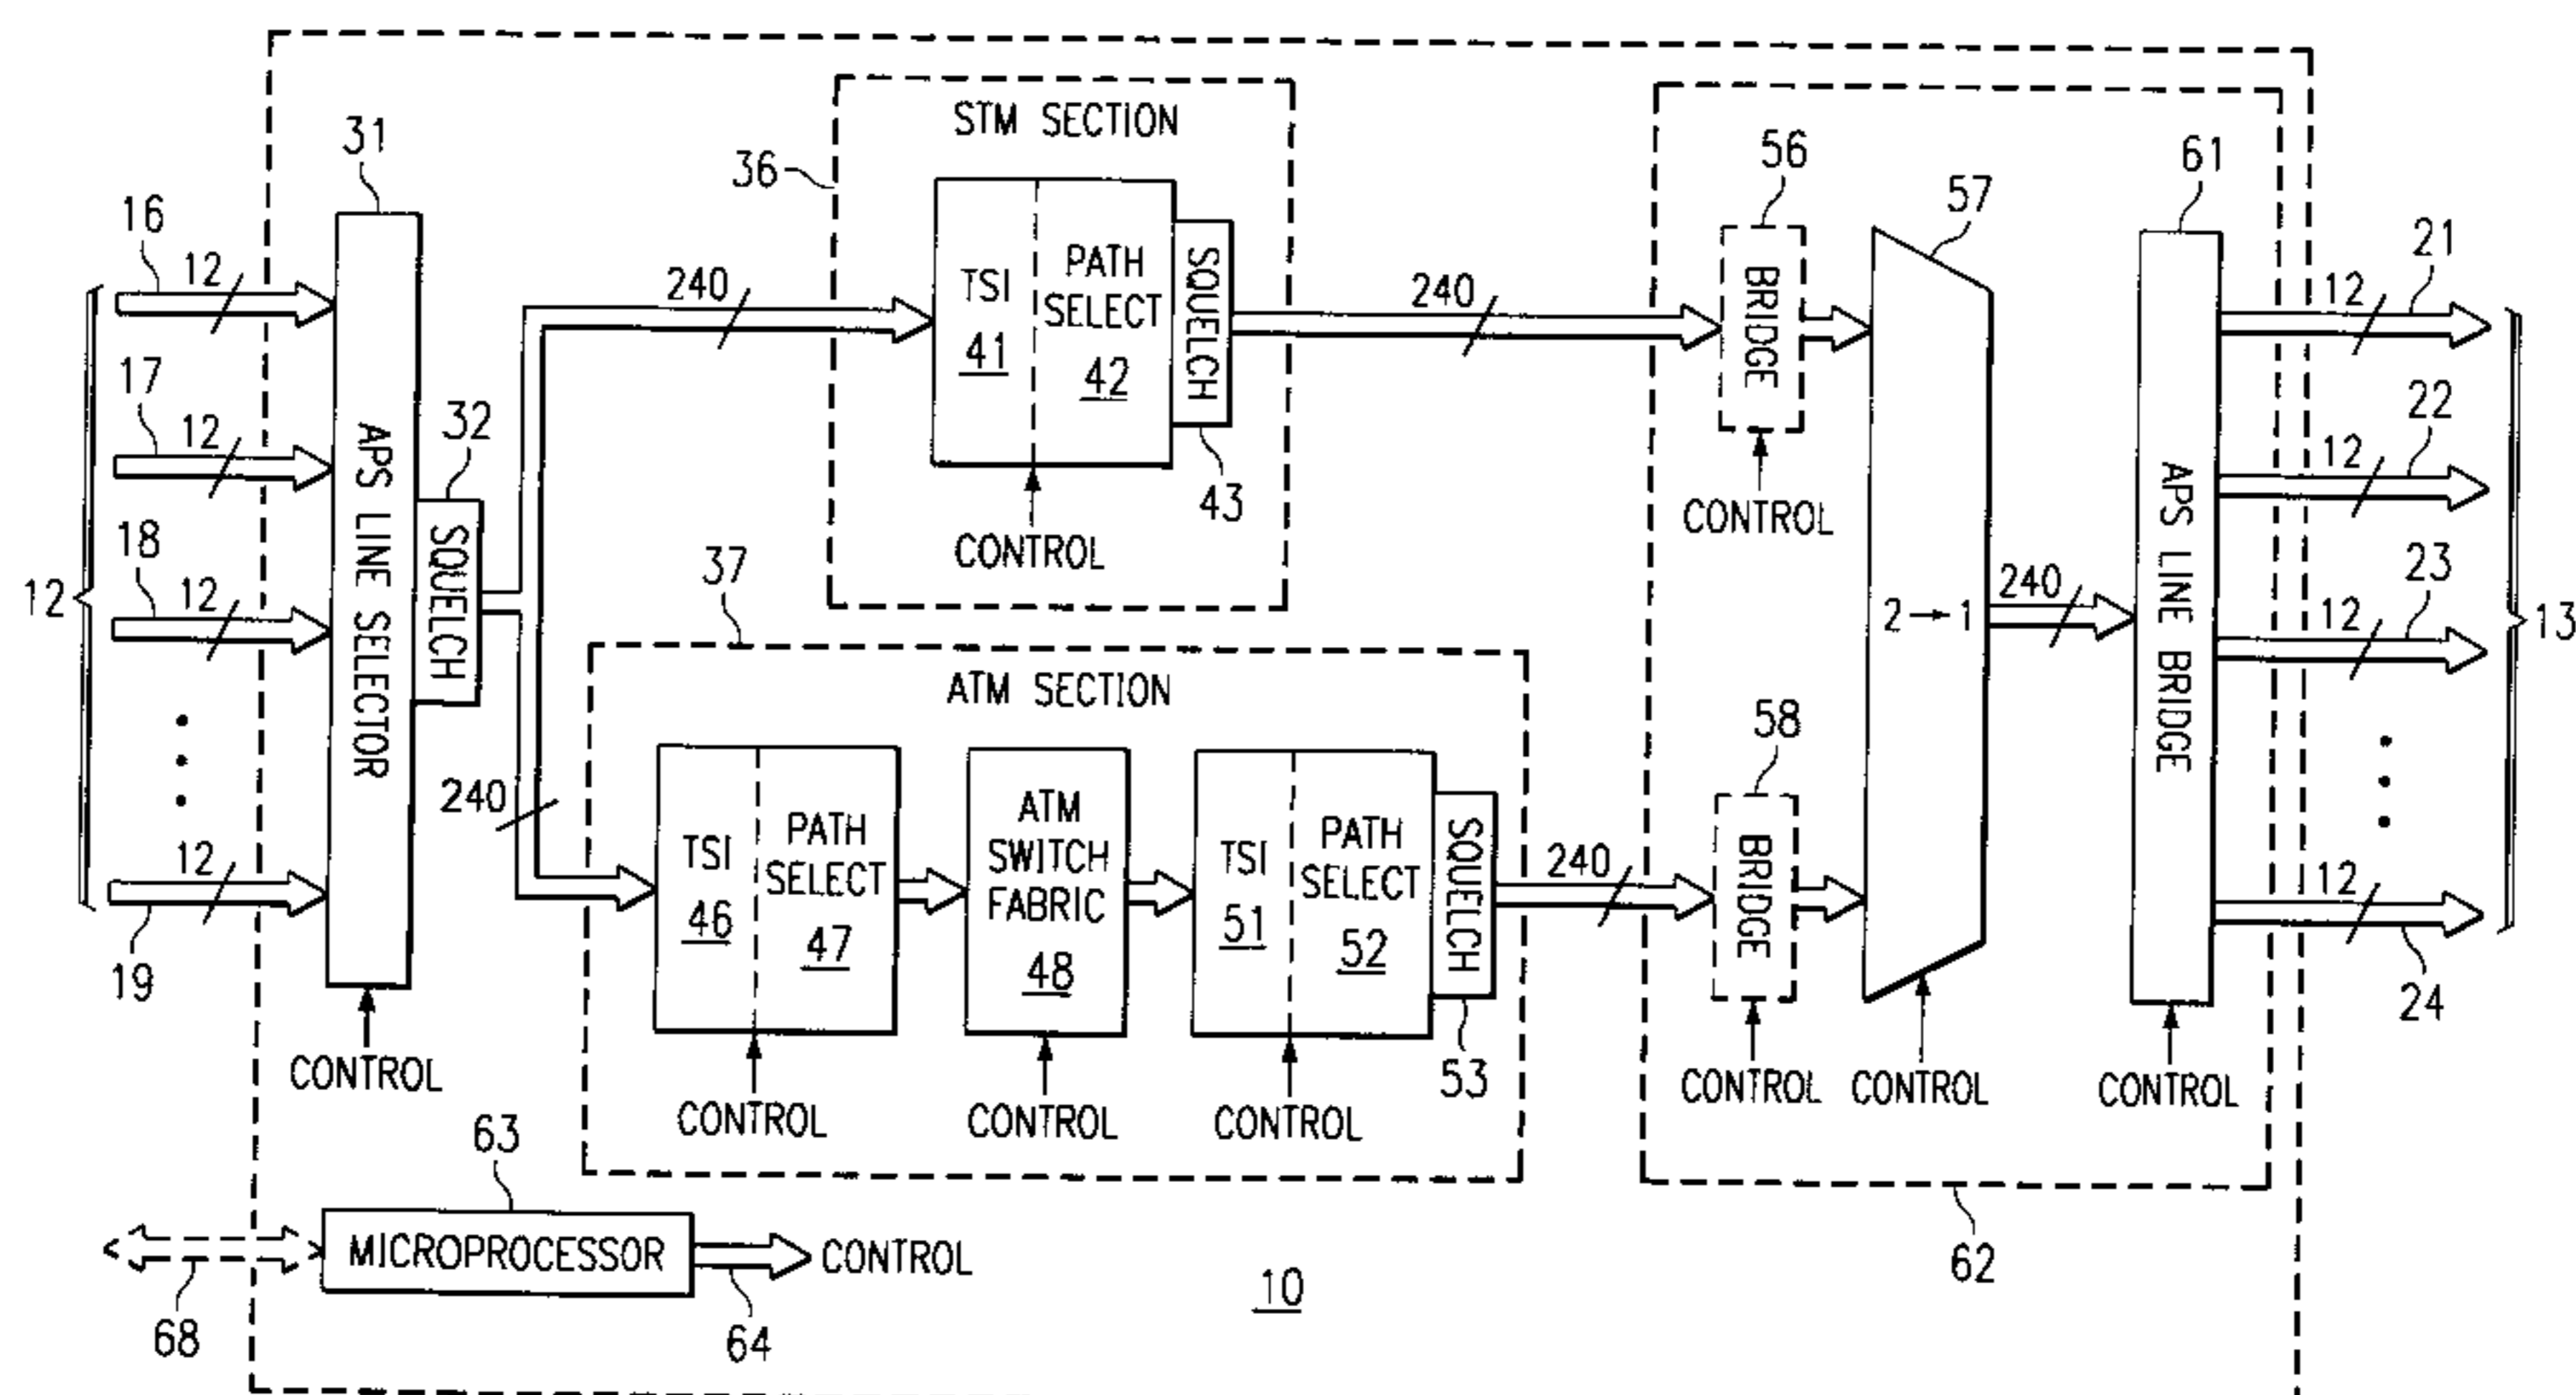 STM SECTION
36
31
16
12
17
12
18
12
12
12
19
APS LINE SELECTOR
32
SQUELCH
CONTROL
240
240
TSI
41
PATH
SELECT
42
SQUELCH
43
CONTROL
240
37
ATM SECTION
TSI
46
PATH
SELECT
47
CONTROL
ATM
SWITCH
FABRIC
48
CONTROL
TSI
51
PATH
SELECT
52
SQUELCH
53
CONTROL
240
56
BRIDGE
CONTROL
58
BRIDGE
CONTROL
57
2→1
CONTROL
240
61
APS LINE BRIDGE
CONTROL
62
12
21
12
22
12
23
12
24
13
63
MICROPROCESSOR
68
64
CONTROL
10